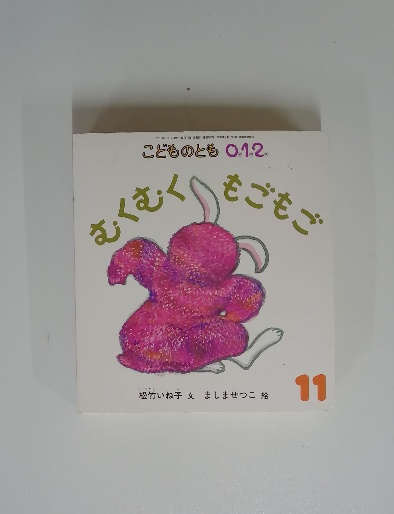 こどものとも 0.1.2.
むくむく もごもご
松竹いね子 文 ましませつこ 絵
11